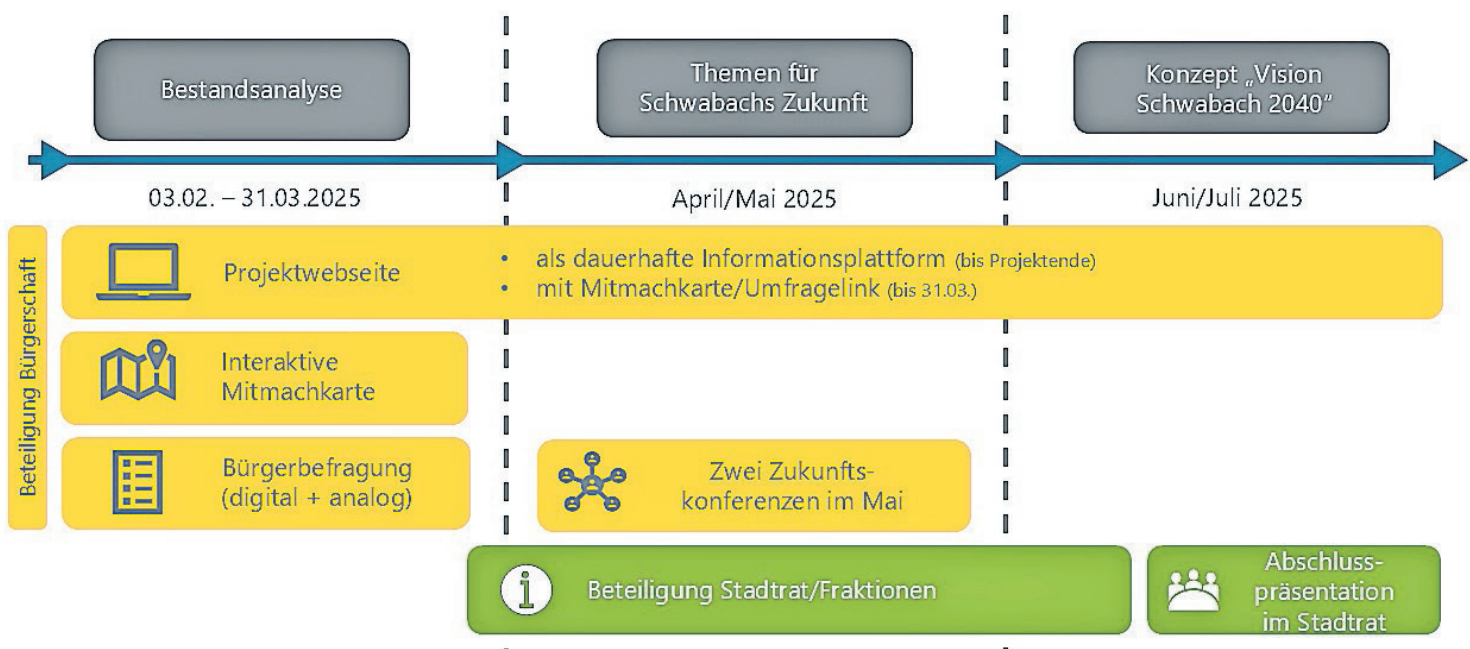 Bestandsanalyse
Themen für
Schwabachs Zukunft
Konzept „Vision
Schwabach 2040“
03.02. – 31.03.2025
April/Mai 2025
Juni/Juli 2025
Beteiligung Bürgerschaft
Projektwebseite
• als dauerhafte Informationsplattform (bis Projektende)
• mit Mitmachkarte/Umfragelink (bis 31.03.)
Interaktive
Mitmachkarte
Bürgerbefragung
(digital + analog)
Zwei Zukunfts-
konferenzen im Mai
Beteiligung Stadtrat/Fraktionen
Abschluss-
präsentation
im Stadtrat